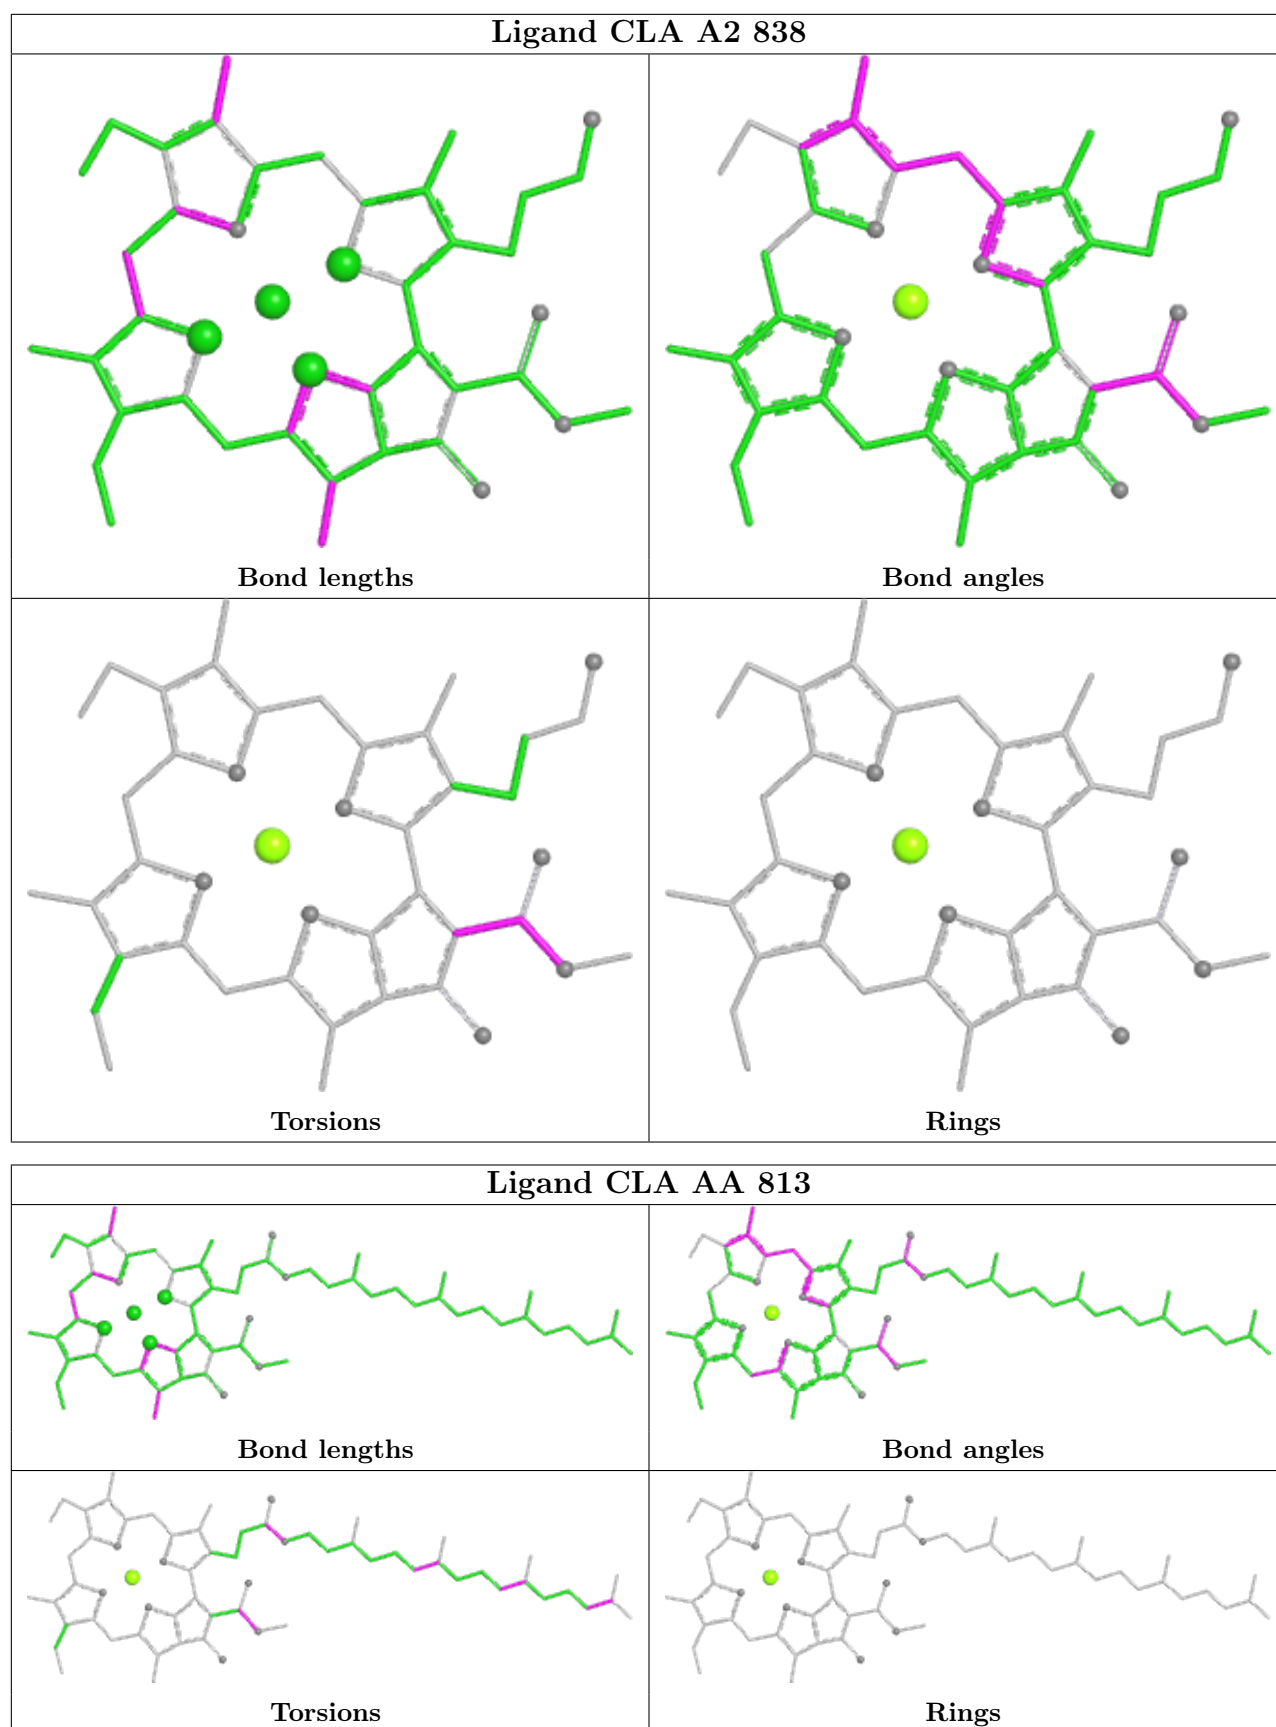 Ligand CLA A2 838
Bond lengths
Bond angles
Torsions
Rings
Ligand CLA AA 813
Bond lengths
Bond angles
Torsions
Rings